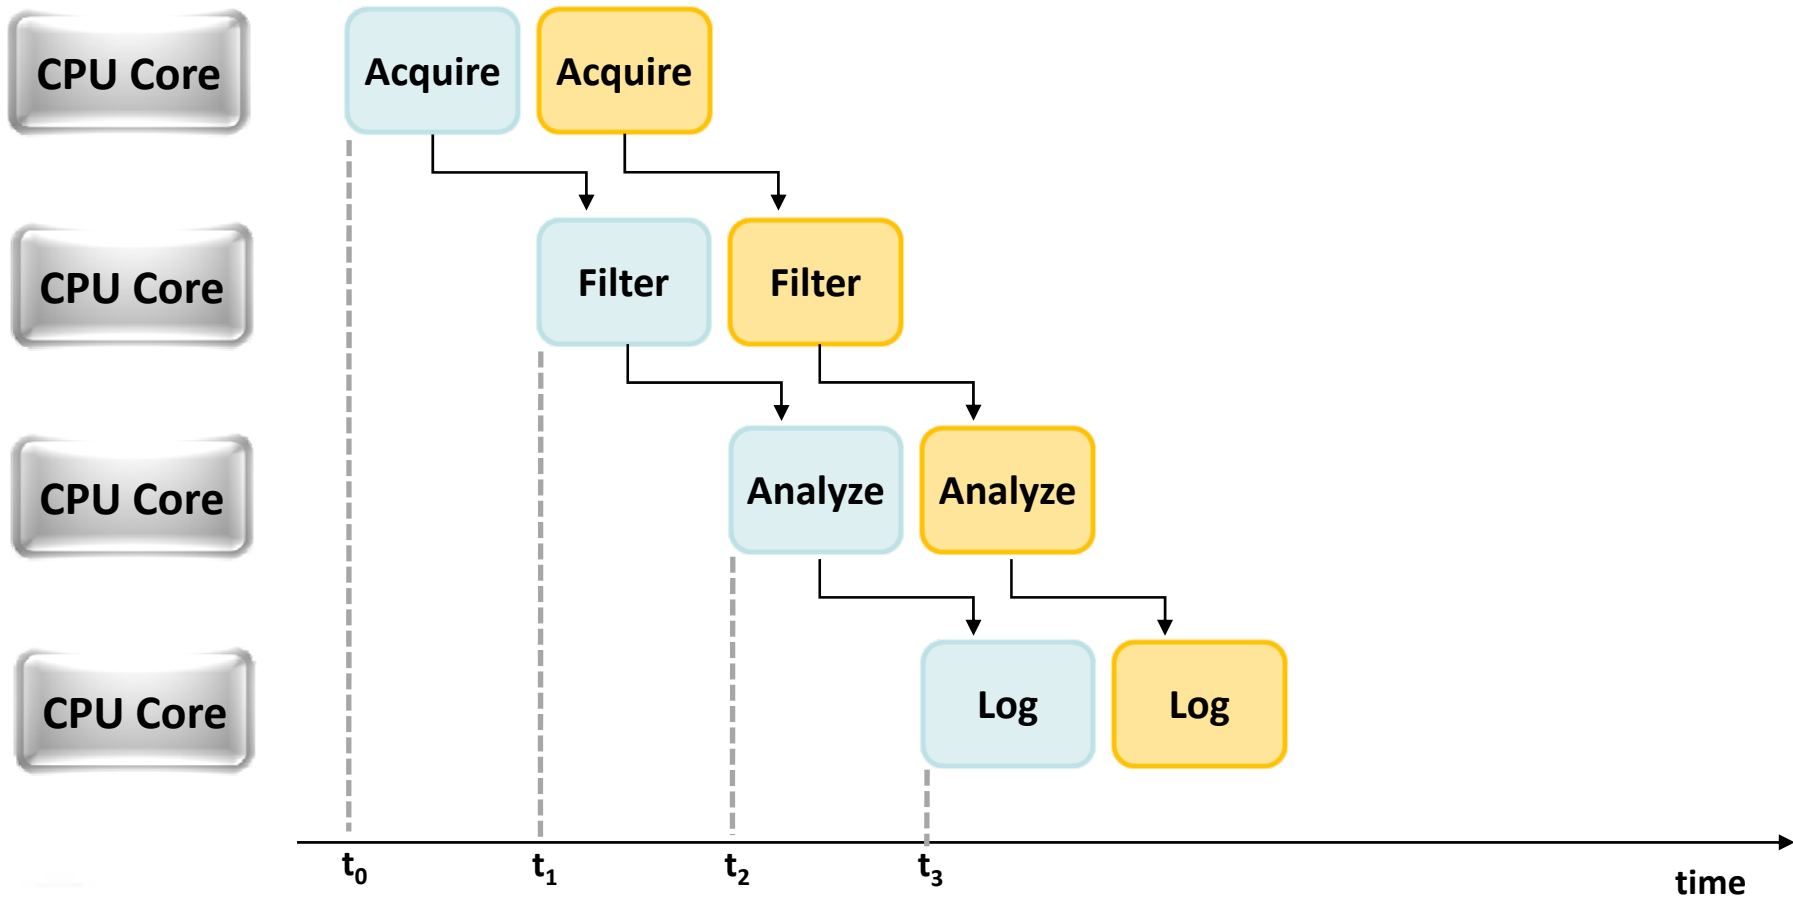 CPU Core
Acquire
Acquire
CPU Core
Filter
Filter
CPU Core
Analyze
Analyze
CPU Core
Log
Log
t0
t1
t2
t3
time